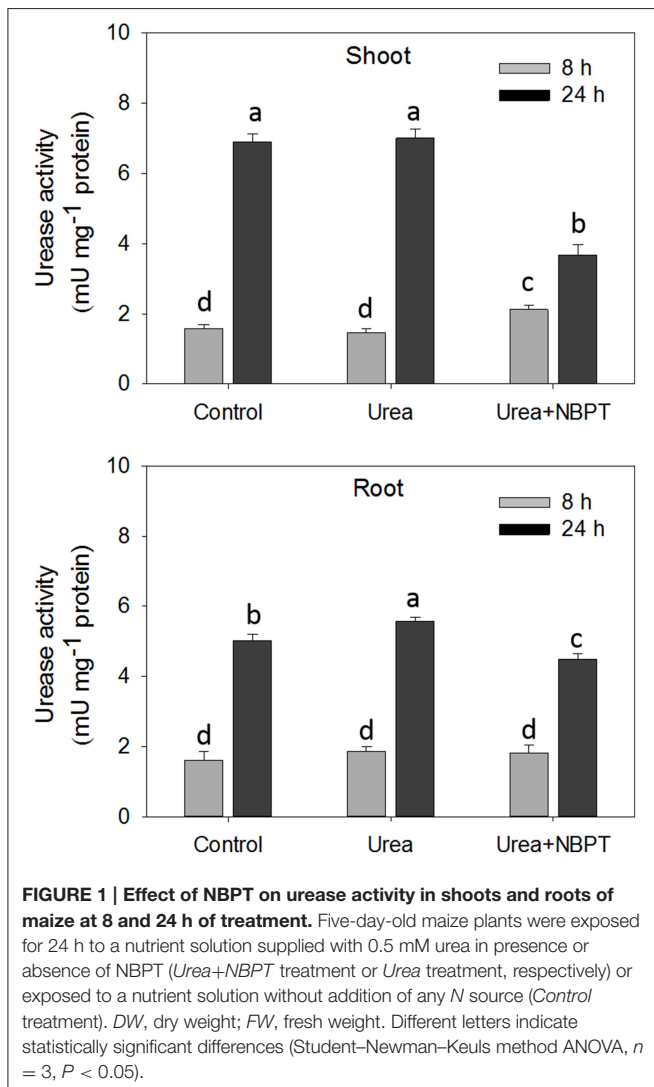 Shoot
8 h
24 h
Urease activity
(mU mg-1 protein)
10
8
6
4
2
0
d
a
d
a
c
b
Control
Urea
Urea+NBPT
Root
8 h
24 h
Urease activity
(mU mg-1 protein)
10
8
6
4
2
0
d
b
d
a
d
c
Control
Urea
Urea+NBPT
FIGURE 1 | Effect of NBPT on urease activity in shoots and roots of
maize at 8 and 24 h of treatment. Five-day-old maize plants were exposed
for 24 h to a nutrient solution supplied with 0.5 mM urea in presence or
absence of NBPT (Urea+NBPT treatment or Urea treatment, respectively) or
exposed to a nutrient solution without addition of any N source (Control
treatment). DW, dry weight; FW, fresh weight. Different letters indicate
statistically significant differences (Student–Newman–Keuls method ANOVA, n
= 3, P < 0.05).